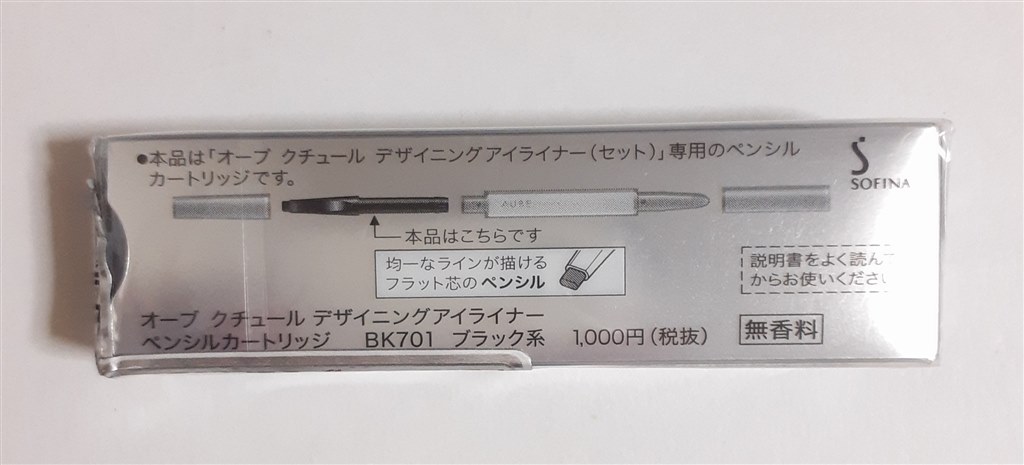 ●本品は「オーブ クチュール デザイニングアイライナー(セット)」専用のペンシル
カートリッジです。
SOFINA
AUBE
本品はこちらです
均一なラインが描ける
フラット芯のペンシル
説明書をよく読んで
からお使いくださ
オーブ クチュール デザイニングアイライナー
ペンシルカートリッジ BK701 ブラック系 1,000円(税抜)
無香料